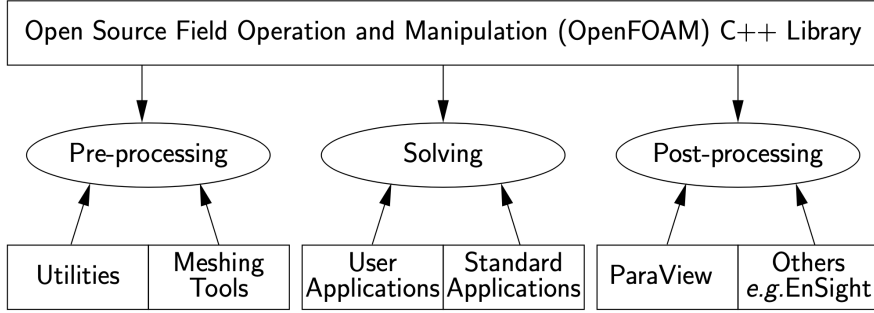 Open Source Field Operation and Manipulation (OpenFOAM) C++ Library
Pre-processing
Solving
Post-processing
Utilities
Meshing
Tools
User
Applications
Standard
Applications
ParaView
Others
e.g.EnSight